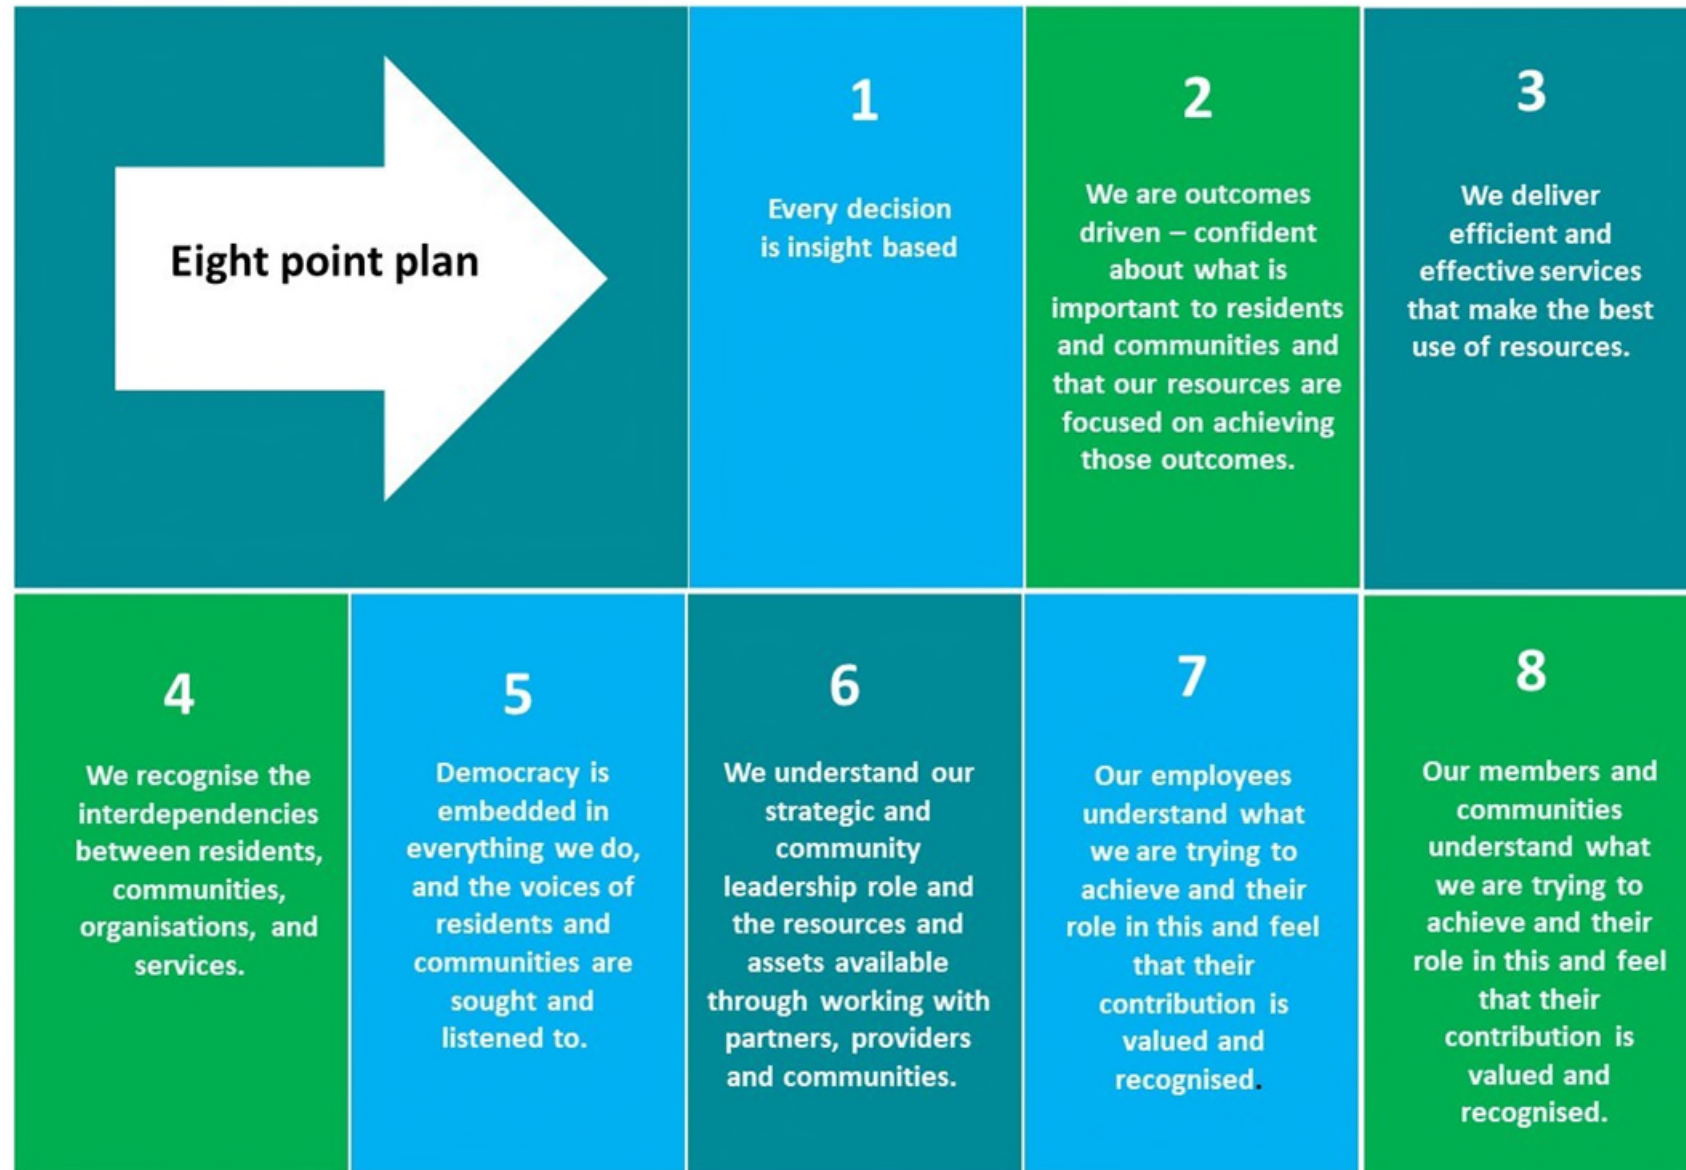 Eight point plan
1
Every decision
is insight based
2
We are outcomes
driven – confident
about what is
important to residents
and communities and
that our resources are
focused on achieving
those outcomes.
3
We deliver
efficient and
effective services
that make the best
use of resources.
4
We recognise the
interdependencies
between residents,
communities,
organisations, and
services.
5
Democracy is
embedded in
everything we do,
and the voices of
residents and
communities are
sought and
listened to.
6
We understand our
strategic and
community
leadership role and
the resources and
assets available
through working with
partners, providers
and communities.
7
Our employees
understand what
we are trying to
achieve and their
role in this and feel
that their
contribution is
valued and
recognised.
8
Our members and
communities
understand what
we are trying to
achieve and their
role in this and feel
that their
contribution is
valued and
recognised.